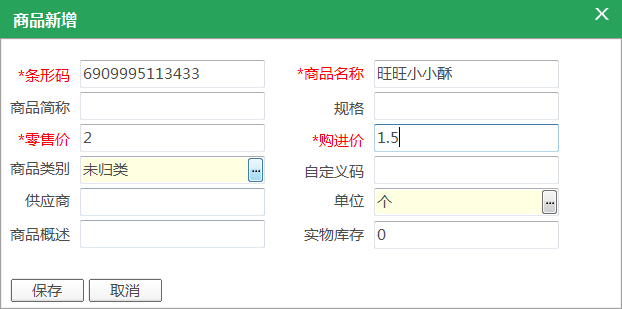 商品新增
*条形码 6909995113433 *商品名称 旺旺小小酥
商品简称 规格
*零售价 2 *购进价 1.5
商品类别 未归类 ... 自定义码
供应商 单位 个 ...
商品概述 实物库存 0
保存 取消